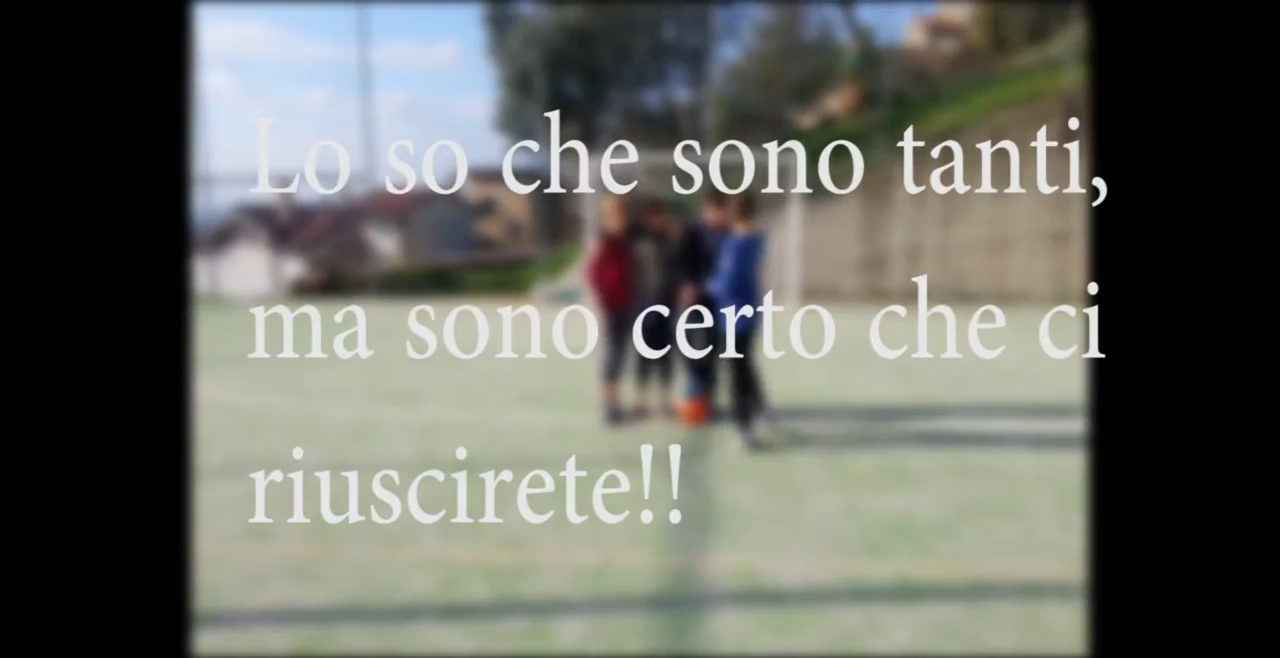 Lo so che sono tanti,
ma sono certo che ci
riuscirete!!